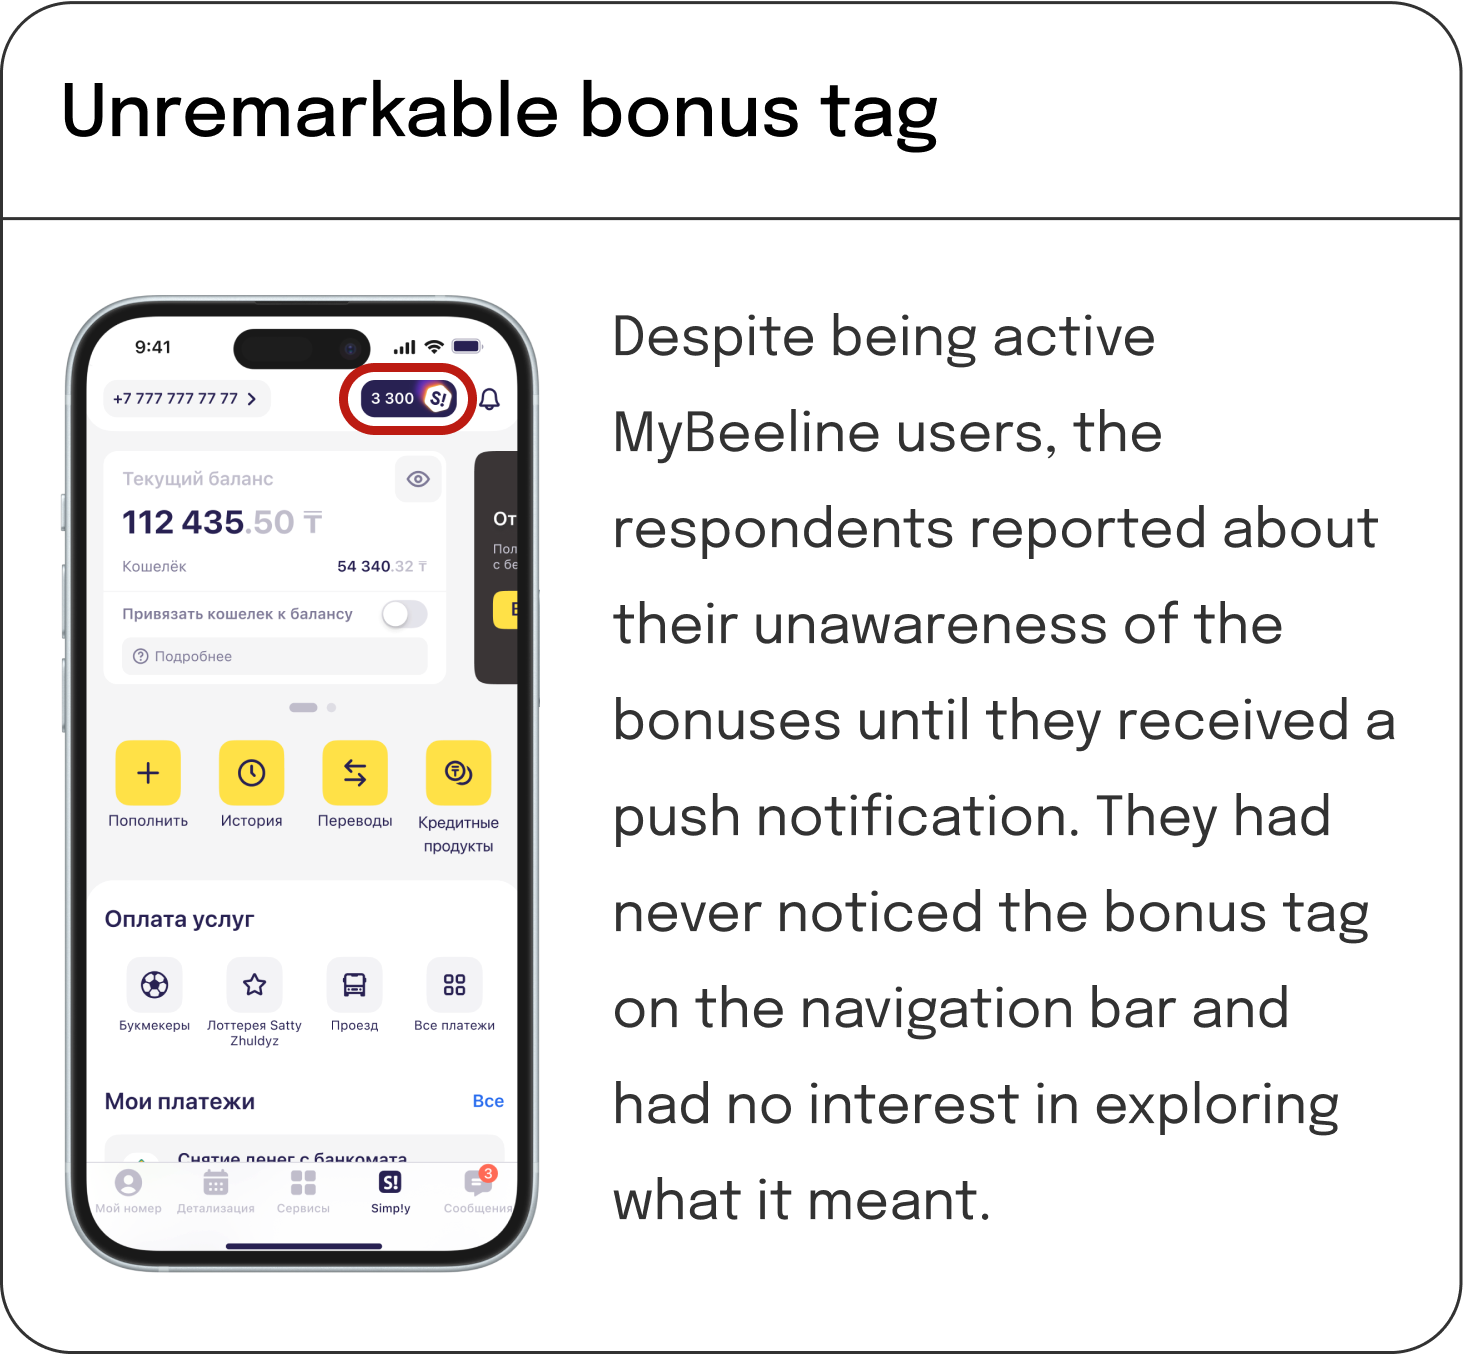 Unremarkable bonus tag
9:41
+7 777 777 77 77
3 300 S!
Текущий баланс
112 435.50 ₸
Кошелёк 54 340.32 ₸
Привязать кошелек к балансу
Подробнее
От
Пол
с бе
Пополнить
История
Переводы
Кредитные
продукты
Оплата услуг
Букмекеры
Лоттерея Satty
Zhuldyz
Проезд
Все платежи
Мои платежи Все
Снятие денег с банкомата
3
S!
Мой номер Детализация Сервисы Simp!y Сообщения
Despite being active
MyBeeline users, the
respondents reported about
their unawareness of the
bonuses until they received a
push notification. They had
never noticed the bonus tag
on the navigation bar and
had no interest in exploring
what it meant.